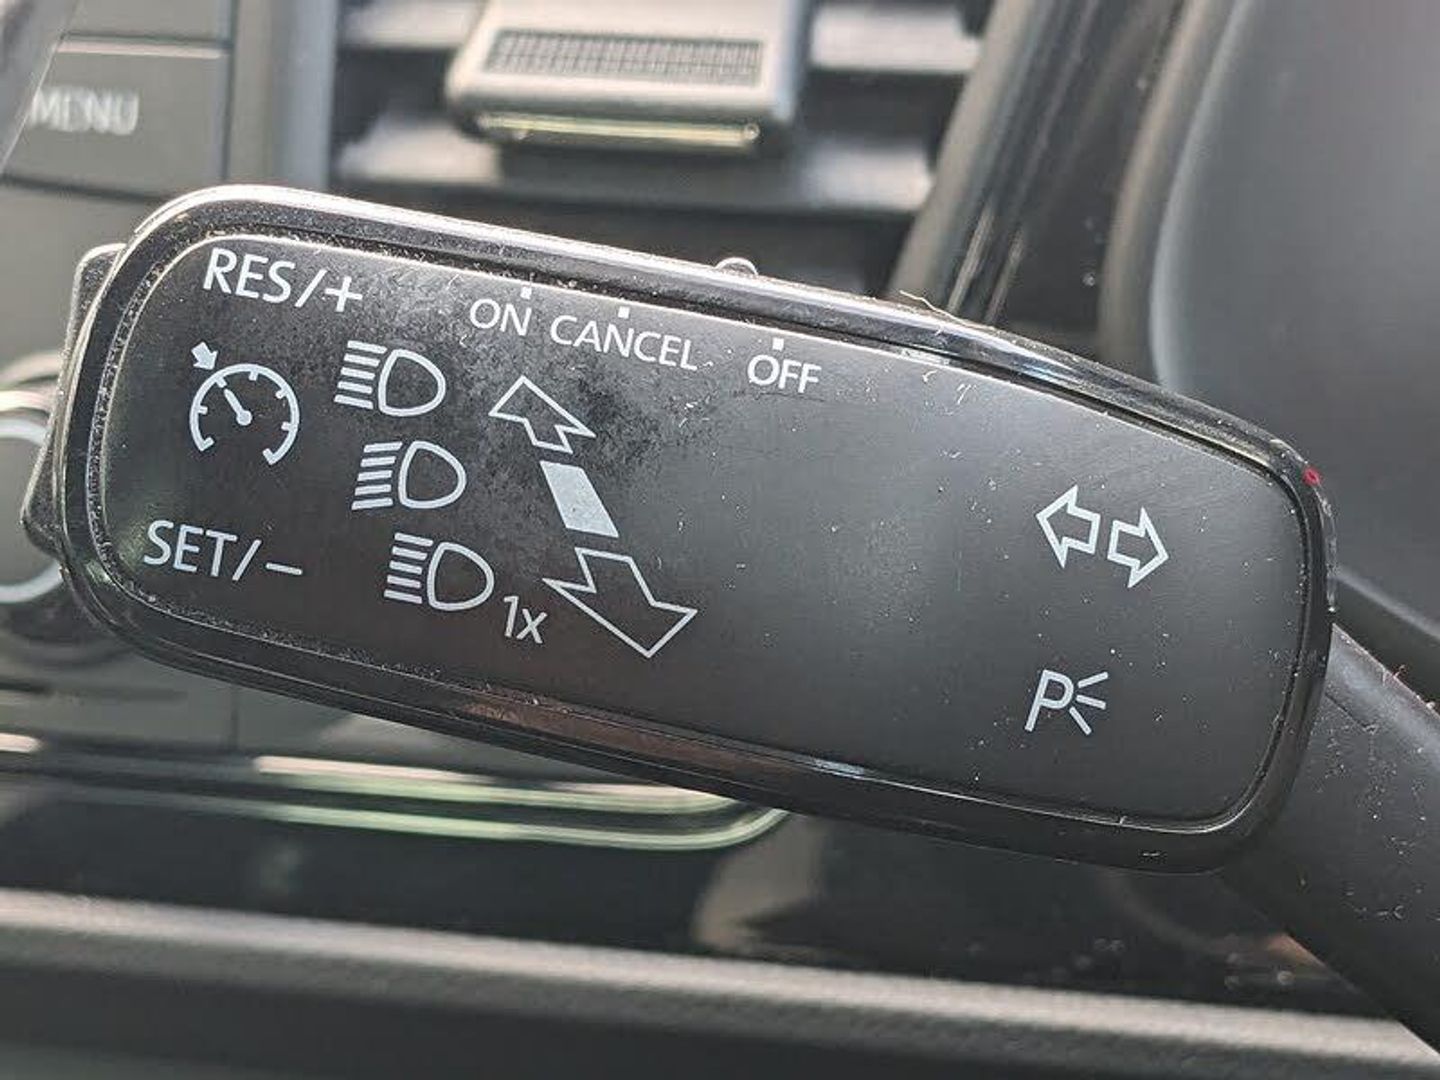 MENU
RES/+
ON CANCEL OFF
SET/−
1x
P